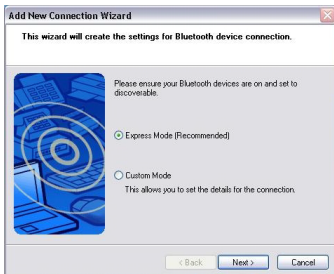 Add New Connection Wizard
This wizard will create the settings for Bluetooth device connection.
Please ensure your Bluetooth devices are on and set to
discoverable.
Express Mode (Recommended)
Custom Mode
This allows you to set the details for the connection.
< Back
Next >
Cancel